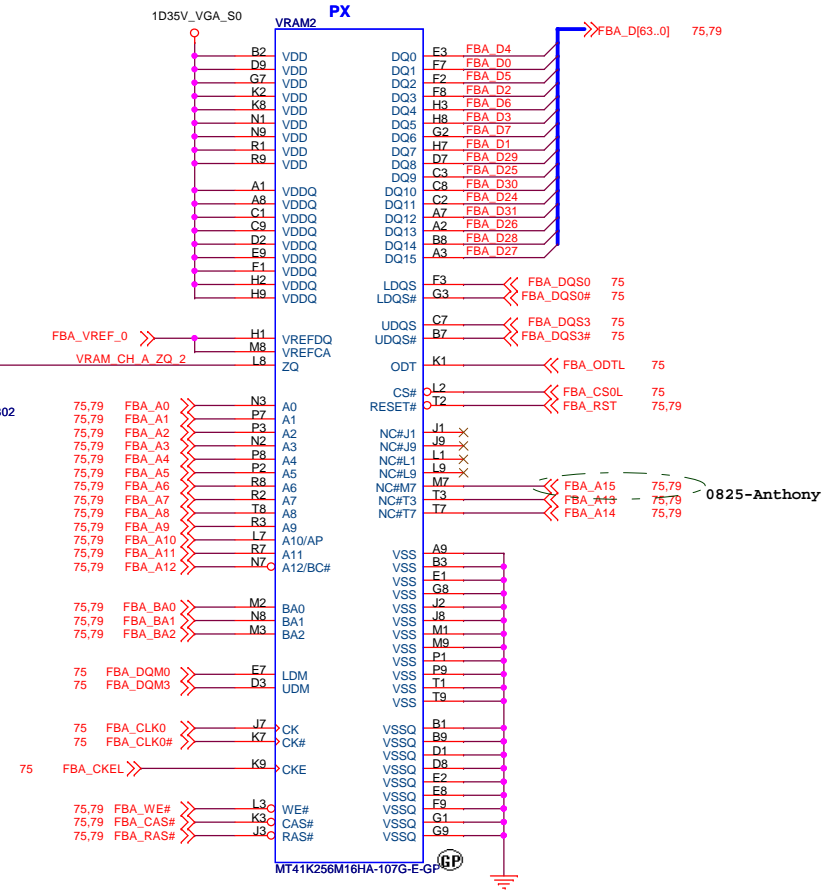 1D35V_VGA_S0
PX
VRAM2
FBA_D[63..0] 75,79
B2 VDD DQ0 E3 FBA_D4
D9 VDD DQ1 F7 FBA_D0
G7 VDD DQ2 F2 FBA_D5
K2 VDD DQ3 F8 FBA_D2
K8 VDD DQ4 H3 FBA_D6
N1 VDD DQ5 H8 FBA_D3
N9 VDD DQ6 G2 FBA_D7
R1 VDD DQ7 H7 FBA_D1
R9 VDD DQ8 D7 FBA_D29
DQ9 C3 FBA_D25
A1 VDDQ DQ10 C8 FBA_D30
A8 VDDQ DQ11 C2 FBA_D24
C1 VDDQ DQ12 A7 FBA_D31
C9 VDDQ DQ13 A2 FBA_D26
D2 VDDQ DQ14 B8 FBA_D28
E9 VDDQ DQ15 A3 FBA_D27
F1 VDDQ
H2 VDDQ LDQS F3 FBA_DQS0 75
H9 VDDQ LDQS# G3 FBA_DQS0# 75
UDQS C7 FBA_DQS3 75
FBA_VREF_0 H1 VREFDQ UDQS# B7 FBA_DQS3# 75
M8 VREFCA
VRAM_CH_A_ZQ_2 L8 ZQ ODT K1 FBA_ODTL 75
CS# L2 FBA_CS0L 75
75,79 FBA_A0 N3 A0 RESET# T2 FBA_RST 75,79
302
75,79 FBA_A1 P7 A1
75,79 FBA_A2 P3 A2 NC#J1 J1
75,79 FBA_A3 N2 A3 NC#J9 J9
75,79 FBA_A4 P8 A4 NC#L1 L1
75,79 FBA_A5 P2 A5 NC#L9 L9
75,79 FBA_A6 R8 A6 NC#M7 M7 FBA_A15 75,79
75,79 FBA_A7 R2 A7 NC#T3 T3 FBA_A13 75,79
0825-Anthony
75,79 FBA_A8 T8 A8 NC#T7 T7 FBA_A14 75,79
75,79 FBA_A9 R3 A9
75,79 FBA_A10 L7 A10/AP
75,79 FBA_A11 R7 A11 VSS A9
75,79 FBA_A12 N7 A12/BC# VSS B3
VSS E1
VSS G8
75,79 FBA_BA0 M2 BA0 VSS J2
75,79 FBA_BA1 N8 BA1 VSS J8
75,79 FBA_BA2 M3 BA2 VSS M1
VSS M9
VSS P1
75 FBA_DQM0 E7 LDM VSS P9
75 FBA_DQM3 D3 UDM VSS T1
VSS T9
75 FBA_CLK0 J7 CK VSSQ B1
75 FBA_CLK0# K7 CK# VSSQ B9
VSSQ D1
75 FBA_CKEL K9 CKE VSSQ D8
VSSQ E2
VSSQ E8
75,79 FBA_WE# L3 WE# VSSQ F9
75,79 FBA_CAS# K3 CAS# VSSQ G1
75,79 FBA_RAS# J3 RAS# VSSQ G9
MT41K256M16HA-107G-E-GP
GP